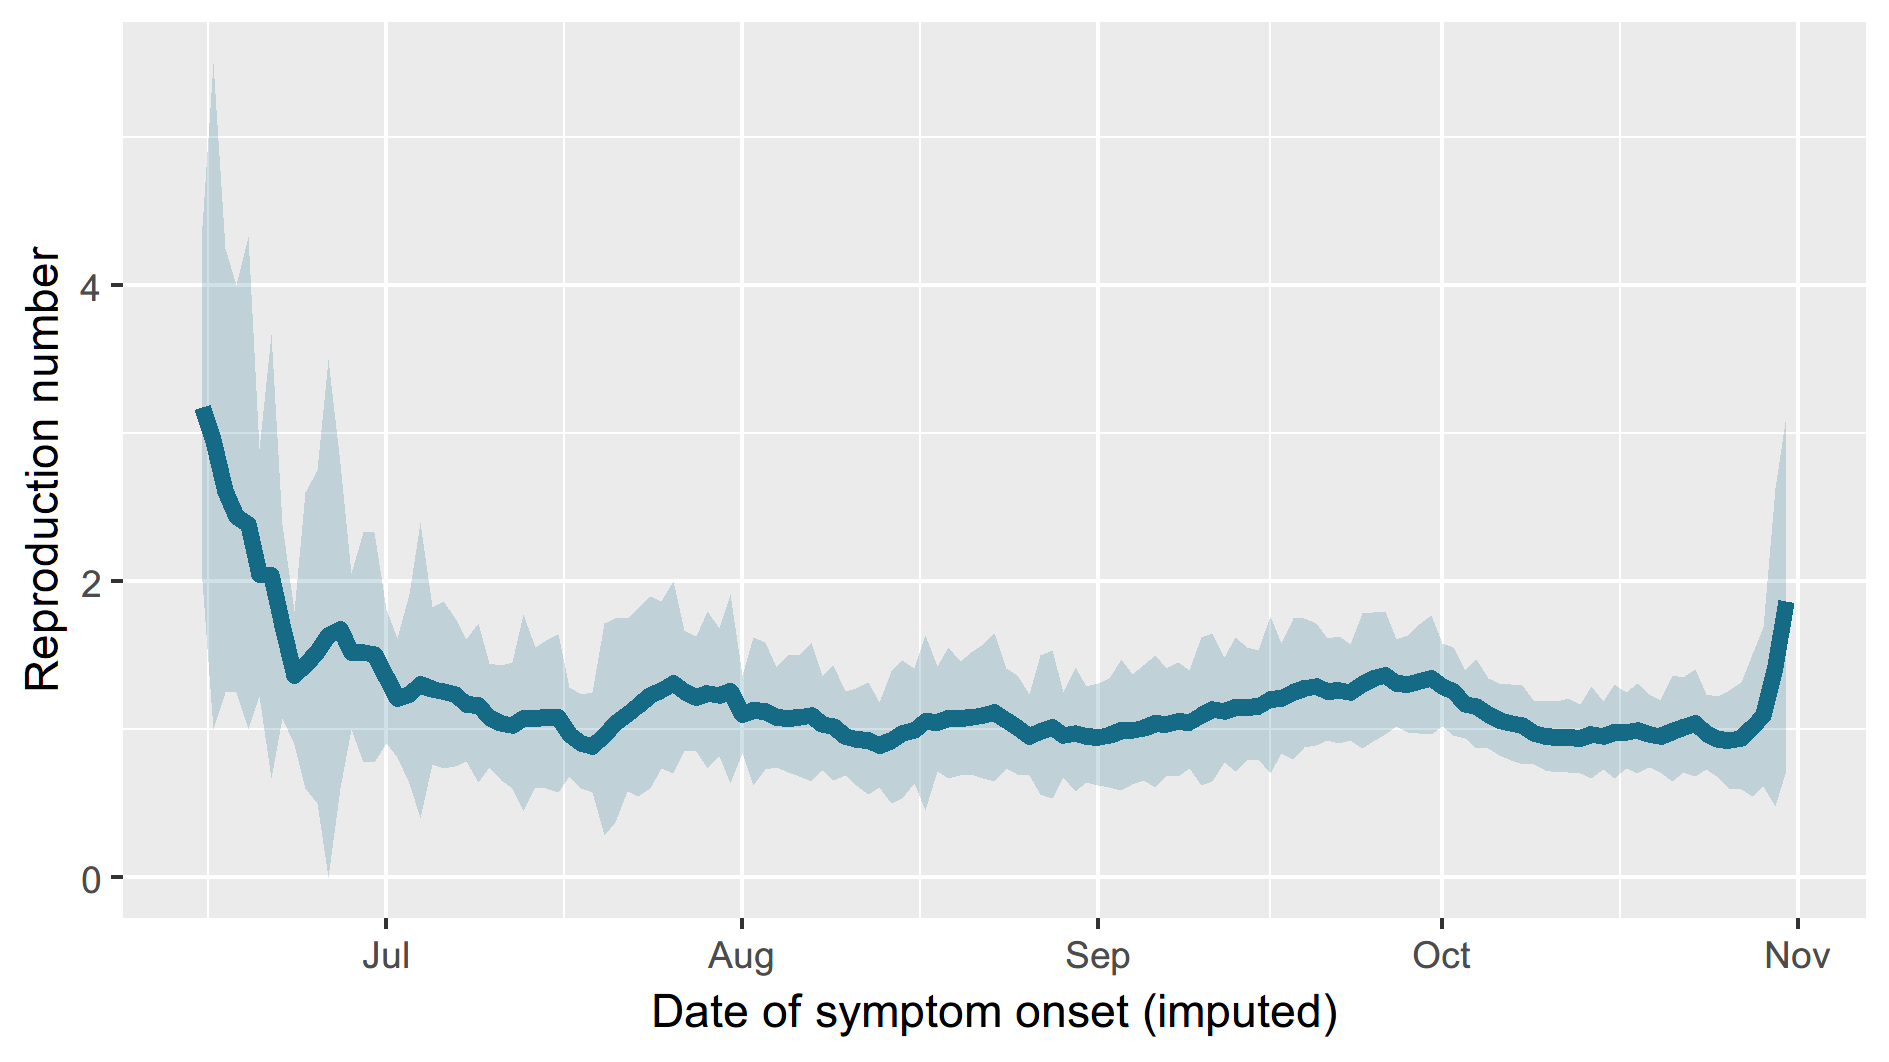 Reproduction number
4
2
0
Jul Aug Sep Oct Nov
Date of symptom onset (imputed)